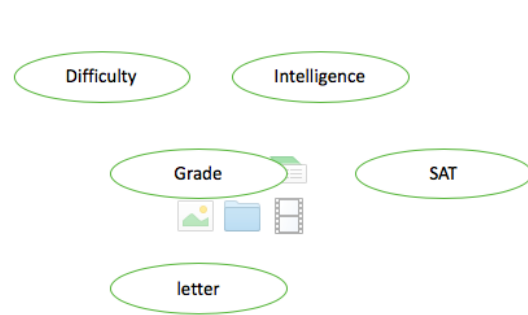 Difficulty
Intelligence
Grade
SAT
letter